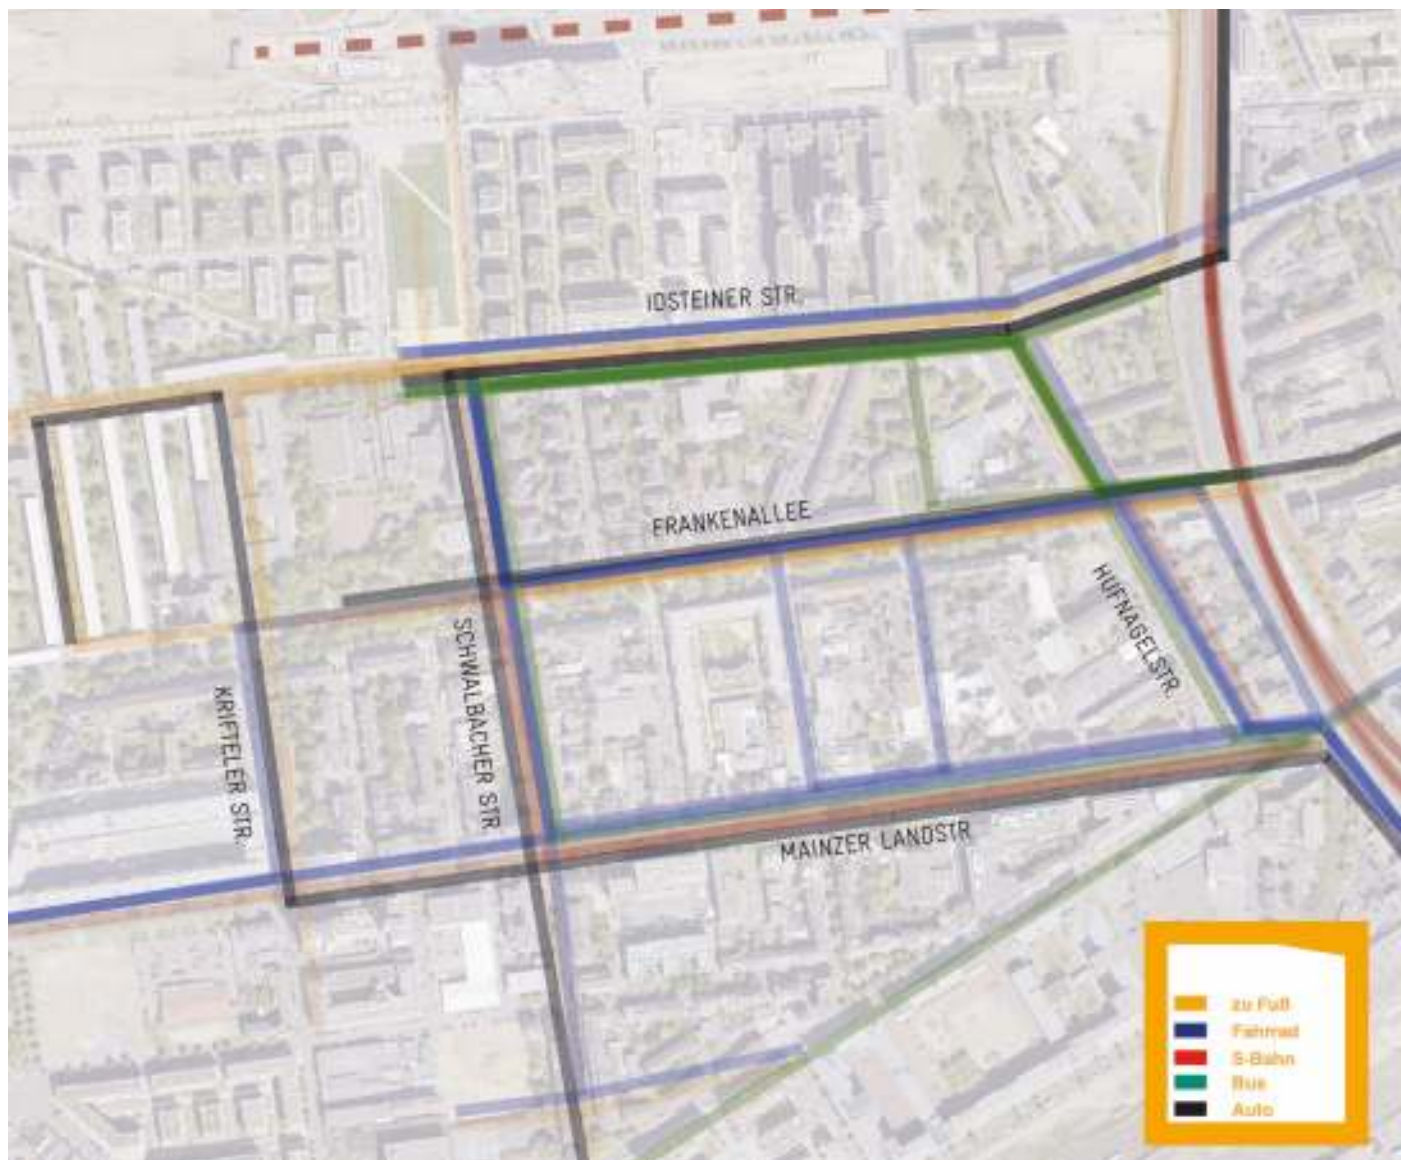 IDSTEINER STR.
FRANKENALLEE
HUFNAGELSTR.
SCHWALBACHER STR
KRIFTELER STR.
MAINZER LANDSTR
zu Fuß
Fahrrad
S-Bahn
Bus
Auto